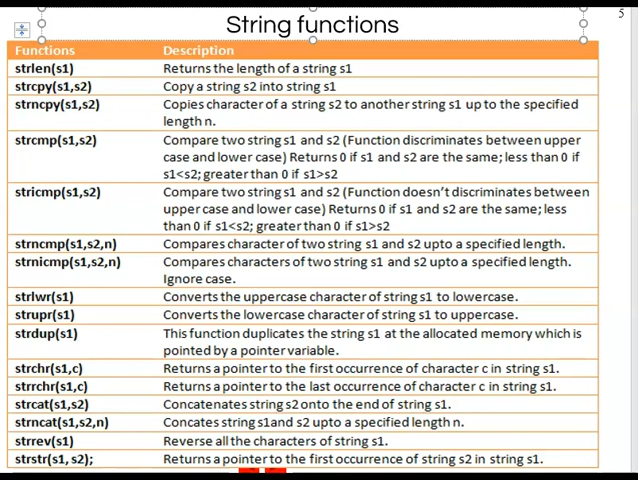 5
String functions
Functions Description
strlen(s1) Returns the length of a string s1
strcpy(s1,s2) Copy a string s2 into string s1
strncpy(s1,s2) Copies character of a string s2 to another string s1 up to the specified
length n.
strcmp(s1,s2) Compare two string s1 and s2 (Function discriminates between upper
case and lower case) Returns 0 if s1 and s2 are the same; less than 0 if
s1<s2; greater than 0 if s1>s2
stricmp(s1,s2) Compare two string s1 and s2 (Function doesn't discriminates between
upper case and lower case) Returns 0 if s1 and s2 are the same; less
than 0 if s1<s2; greater than 0 if s1>s2
strncmp(s1,s2,n) Compares character of two string s1 and s2 upto a specified length.
strnicmp(s1,s2,n) Compares characters of two string s1 and s2 upto a specified length.
Ignore case.
strlwr(s1) Converts the uppercase character of string s1 to lowercase.
strupr(s1) Converts the lowercase character of string s1 to uppercase.
strdup(s1) This function duplicates the string s1 at the allocated memory which is
pointed by a pointer variable.
strchr(s1,c) Returns a pointer to the first occurrence of character c in string s1.
strrchr(s1,c) Returns a pointer to the last occurrence of character c in string s1.
strcat(s1,s2) Concatenates string s2 onto the end of string s1.
strncat(s1,s2,n) Concates string s1and s2 upto a specified length n.
strrev(s1) Reverse all the characters of string s1.
strstr(s1, s2); Returns a pointer to the first occurrence of string s2 in string s1.